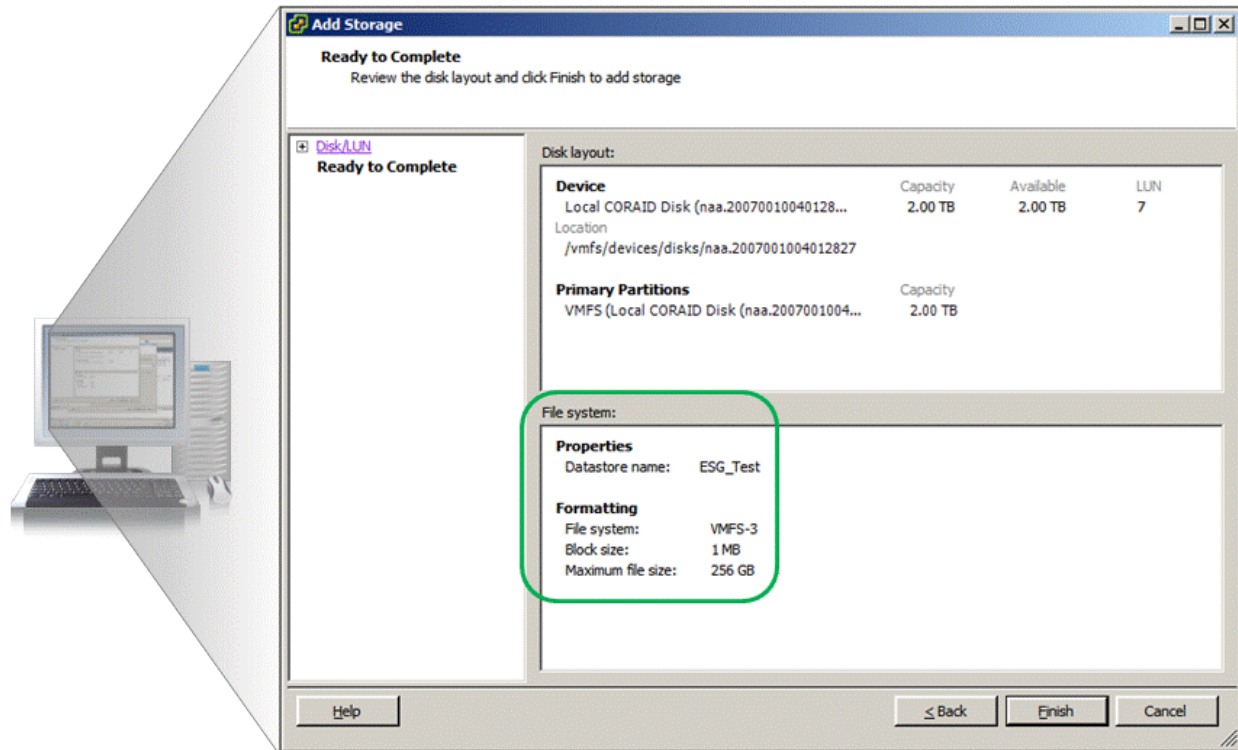 Add Storage
Ready to Complete
Review the disk layout and click Finish to add storage
Disk/LUN
Ready to Complete
Disk layout:
Device Capacity Available LUN
Local CORAID Disk (naa.20070010040128... 2.00 TB 2.00 TB 7
Location
/vmfs/devices/disks/naa.2007001004012827
Primary Partitions Capacity
VMFS (Local CORAID Disk (naa.2007001004... 2.00 TB
File system:
Properties
Datastore name: ESG_Test
Formatting
File system: VMFS-3
Block size: 1 MB
Maximum file size: 256 GB
Help < Back Finish Cancel